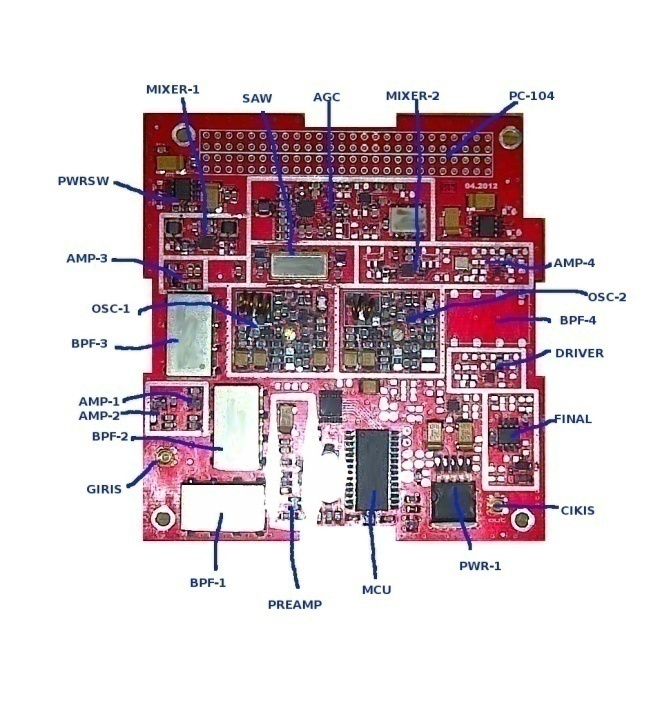 MIXER-1
SAW
AGC
MIXER-2
PC-104
PWRSW
04.2012
AMP-3
AMP-4
OSC-1
OSC-2
BPF-4
BPF-3
DRIVER
AMP-1
AMP-2
FINAL
BPF-2
GIRIS
CIKIS
OUT
PWR-1
BPF-1
MCU
PREAMP